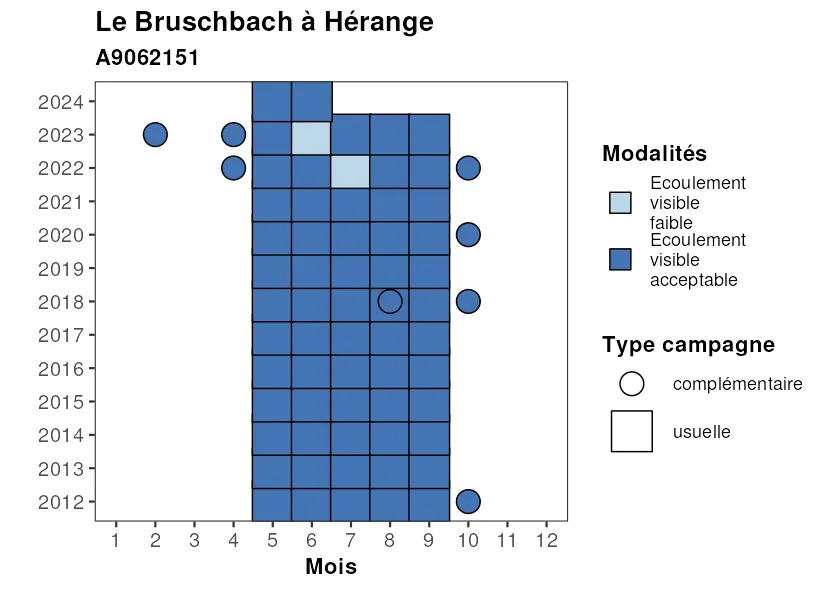 Le Bruschbach à Hérange
A9062151
2024
2023
2022
2021
2020
2019
2018
2017
2016
2015
2014
2013
2012
1 2 3 4 5 6 7 8 9 10 11 12
Mois
Modalités
Ecoulement
visible
faible
Ecoulement
visible
acceptable
Type campagne
complémentaire
usuelle